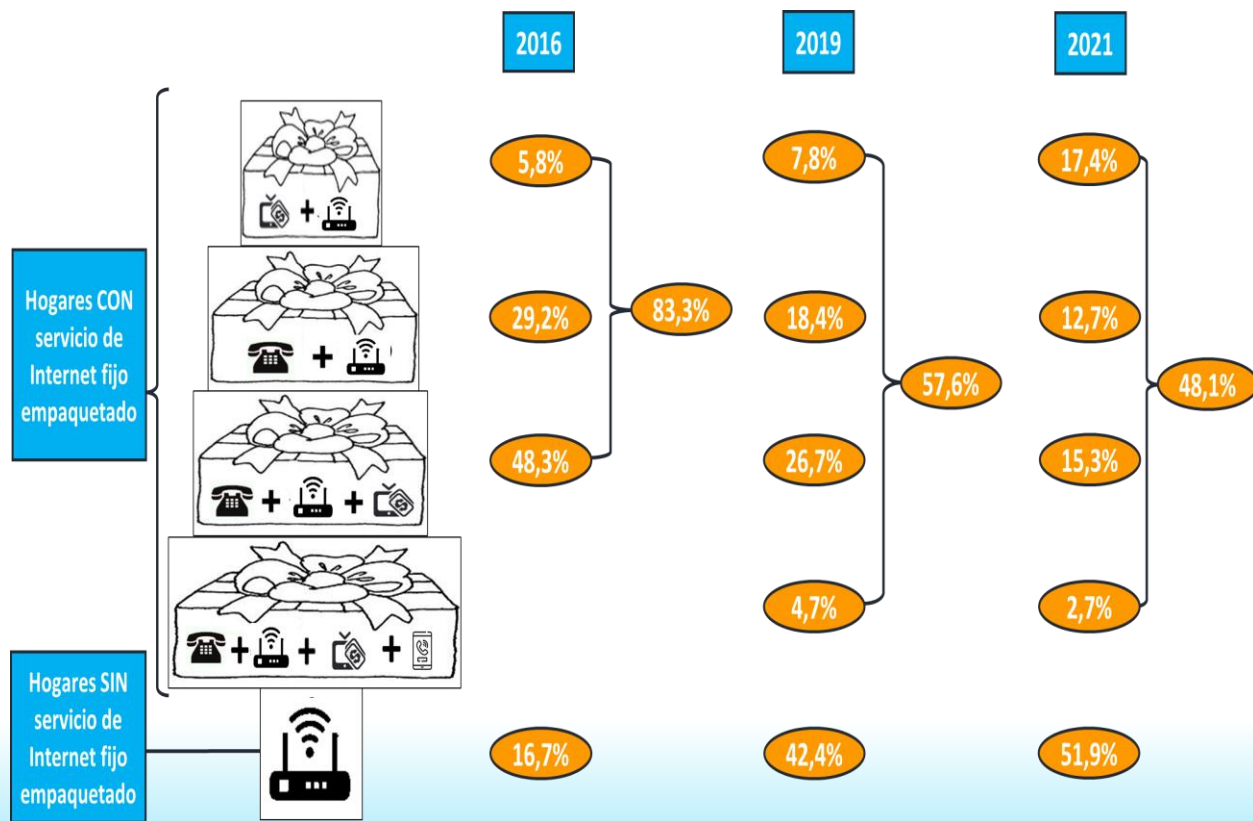 2016
2019
2021
5,8%
7,8%
17,4%
Hogares CON
servicio de
Internet fijo
empaquetado
29,2%
83,3%
18,4%
12,7%
57,6%
48,1%
48,3%
26,7%
15,3%
4,7%
2,7%
Hogares SIN
servicio de
Internet fijo
empaquetado
16,7%
42,4%
51,9%